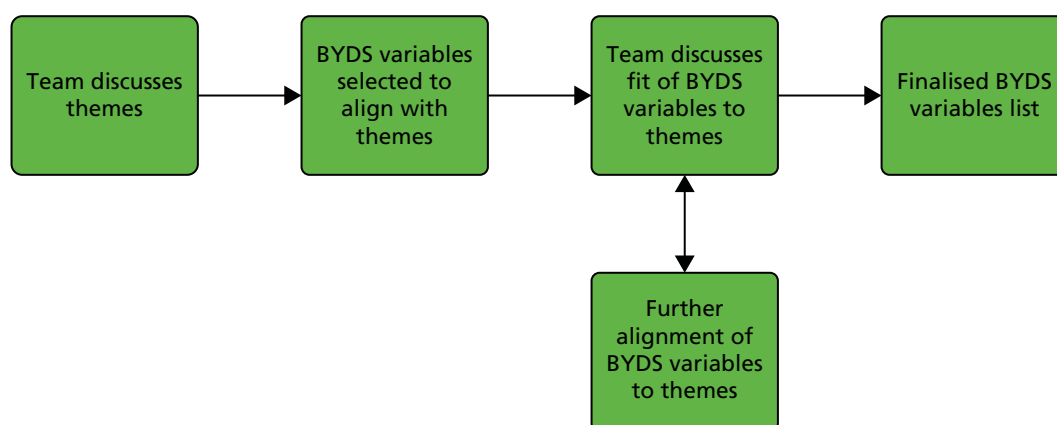 Team discusses
themes
BYDS variables
selected to
align with
themes
Team discusses
fit of BYDS
variables to
themes
Finalised BYDS
variables list
Further
alignment of
BYDS variables
to themes